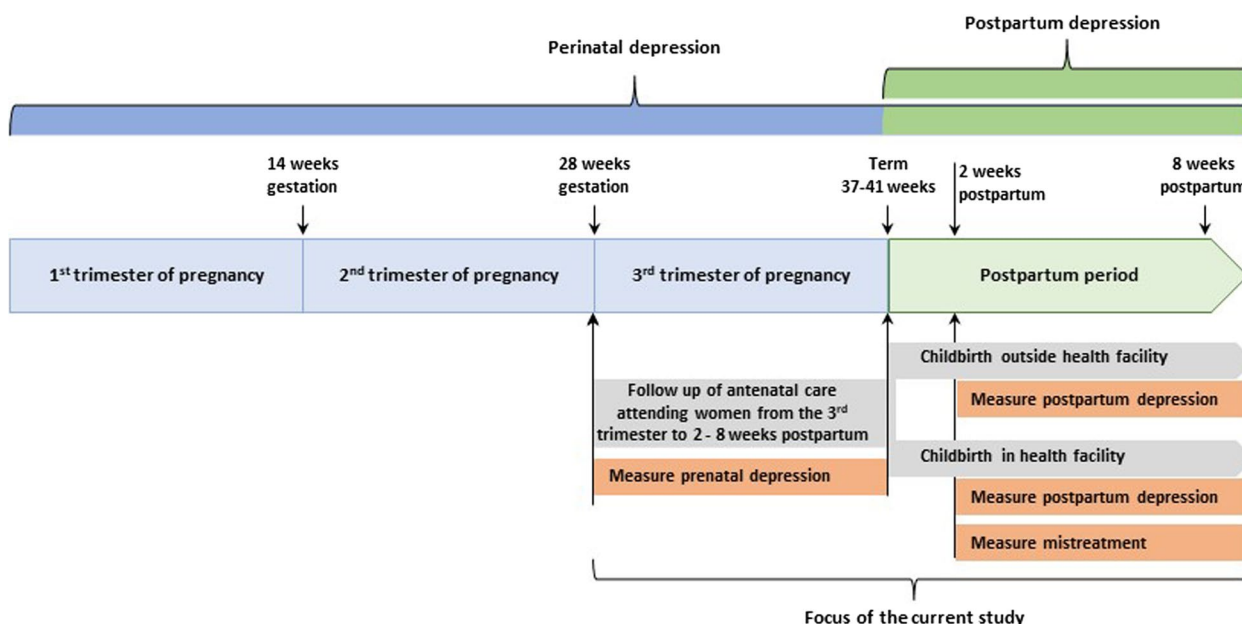 Postpartum depression
Perinatal depression
14 weeks
gestation
28 weeks
gestation
Term
37-41 weeks
2 weeks
postpartum
8 weeks
postpartum
1st trimester of pregnancy
2nd trimester of pregnancy
3rd trimester of pregnancy
Postpartum period
Childbirth outside health facility
Measure postpartum depression
Follow up of antenatal care
attending women from the 3rd
trimester to 2 - 8 weeks postpartum
Measure prenatal depression
Childbirth in health facility
Measure postpartum depression
Measure mistreatment
Focus of the current study